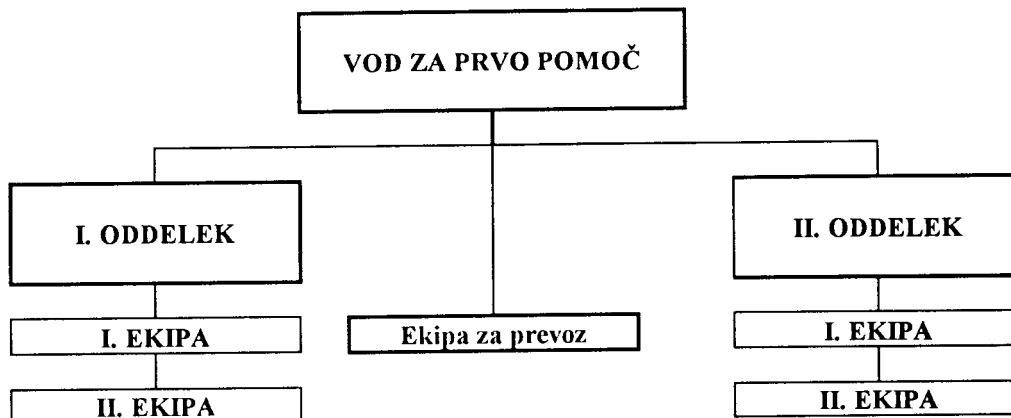 VOD ZA PRVO POMOČ
I. ODDELEK
II. ODDELEK
I. EKIPA
Ekipa za prevoz
I. EKIPA
II. EKIPA
II. EKIPA